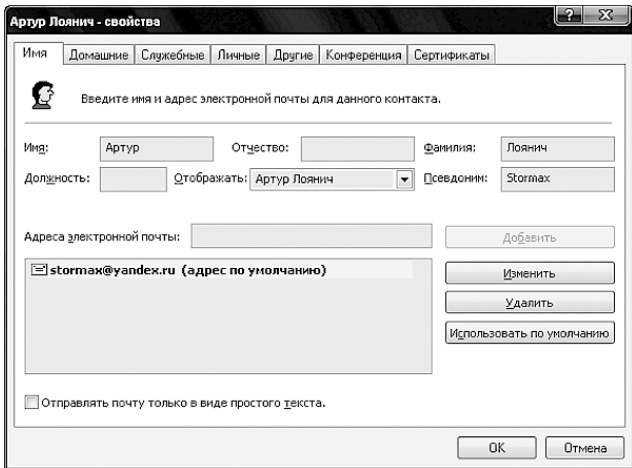 Артур Лоянич - свойства
Имя Домашние Служебные Личные Другие Конференция Сертификаты
Введите имя и адрес электронной почты для данного контакта.
Имя: Артур Отчество: Фамилия: Лоянич
Должность: Отображать: Артур Лоянич Псевдоним: Stormax
Адреса электронной почты: Добавить
stormax@yandex.ru (адрес по умолчанию)
Изменить
Удалить
Использовать по умолчанию
Отправлять почту только в виде простого текста.
OK Отмена